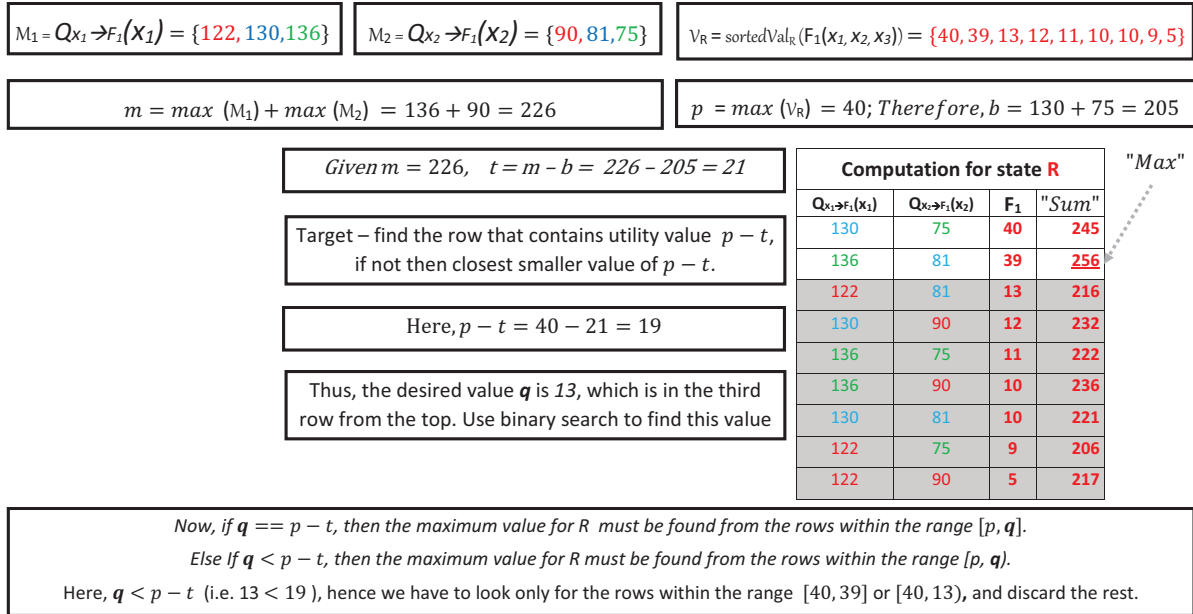 M₁ = Qx₁→F₁(x₁) = {122, 130,136}
M₂ = Qx₂→F₁(x₂) = {90, 81,75}
V_R = sortedVal_R(F₁(x₁, x₂, x₃)) = {40, 39, 13, 12, 11, 10, 10, 9, 5}
m = max (M₁) + max (M₂) = 136 + 90 = 226
p = max (V_R) = 40; Therefore, b = 130 + 75 = 205
Given m = 226, t = m – b = 226 – 205 = 21
Target – find the row that contains utility value p − t,
if not then closest smaller value of p − t.
Here, p − t = 40 − 21 = 19
Thus, the desired value q is 13, which is in the third
row from the top. Use binary search to find this value
Computation for state R
"Max"
Qx₁→F₁(x₁) Qx₂→F₁(x₂) F₁ "Sum"
130 75 40 245
136 81 39 256
122 81 13 216
130 90 12 232
136 75 11 222
136 90 10 236
130 81 10 221
122 75 9 206
122 90 5 217
Now, if q == p − t, then the maximum value for R must be found from the rows within the range [p, q].
Else If q < p − t, then the maximum value for R must be found from the rows within the range [p, q).
Here, q < p − t (i.e. 13 < 19 ), hence we have to look only for the rows within the range [40, 39] or [40, 13), and discard the rest.